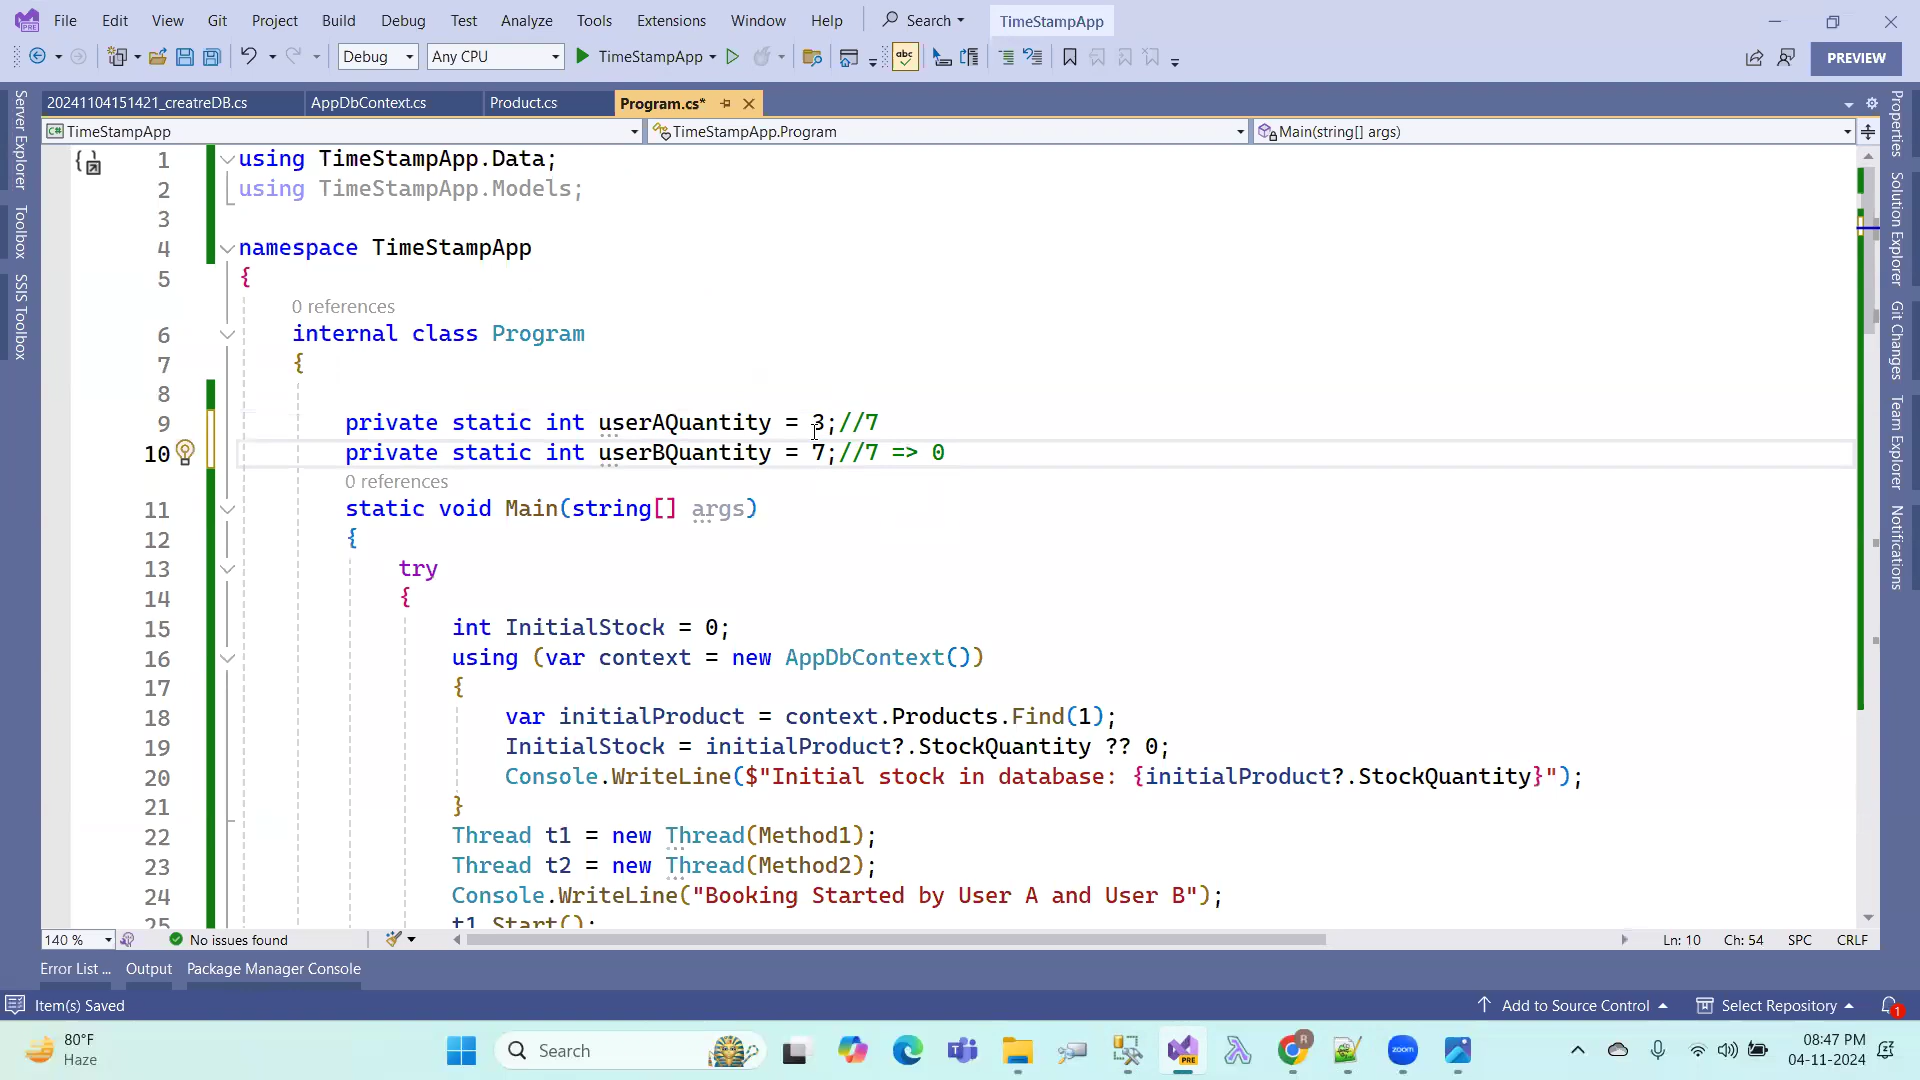 File Edit View Git Project Build Debug Test Analyze Tools Extensions Window Help Search TimeStampApp
Debug Any CPU TimeStampApp abc PREVIEW
20241104151421_creatreDB.cs AppDbContext.cs Product.cs Program.cs*
TimeStampApp TimeStampApp.Program Main(string[] args)
Server Explorer
Toolbox
SSIS Toolbox
1 using TimeStampApp.Data;
2 using TimeStampApp.Models;
3
4 namespace TimeStampApp
5 {
0 references
6 internal class Program
7 {
8
9 private static int userAQuantity = 3;//7
10 private static int userBQuantity = 7;//7 => 0
0 references
11 static void Main(string[] args)
12 {
13 try
14 {
15 int InitialStock = 0;
16 using (var context = new AppDbContext())
17 {
18 var initialProduct = context.Products.Find(1);
19 InitialStock = initialProduct?.StockQuantity ?? 0;
20 Console.WriteLine($"Initial stock in database: {initialProduct?.StockQuantity}");
21 }
22 Thread t1 = new Thread(Method1);
23 Thread t2 = new Thread(Method2);
24 Console.WriteLine("Booking Started by User A and User B");
25 t1.Start();
Properties
Solution Explorer
Git Changes
Team Explorer
Notifications
140 % No issues found Ln: 10 Ch: 54 SPC CRLF
Error List ... Output Package Manager Console
Item(s) Saved Add to Source Control Select Repository 1
80°F
Haze
Search
PRE
R
zoom
08:47 PM
04-11-2024